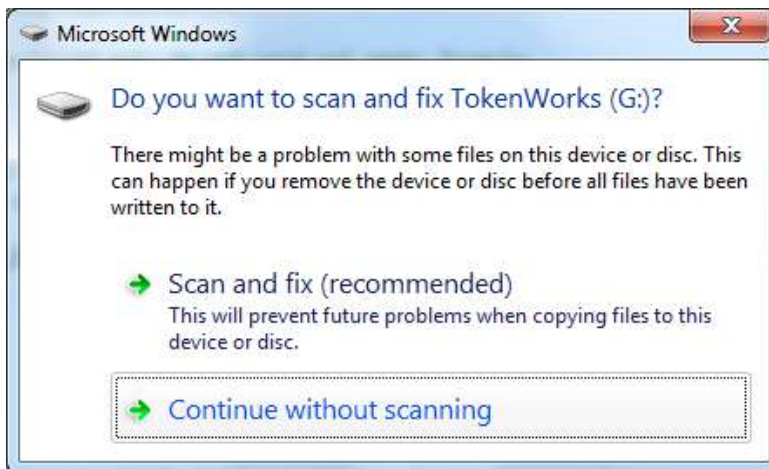 Microsoft Windows
Do you want to scan and fix TokenWorks (G:)?
There might be a problem with some files on this device or disc. This
can happen if you remove the device or disc before all files have been
written to it.
Scan and fix (recommended)
This will prevent future problems when copying files to this
device or disc.
Continue without scanning